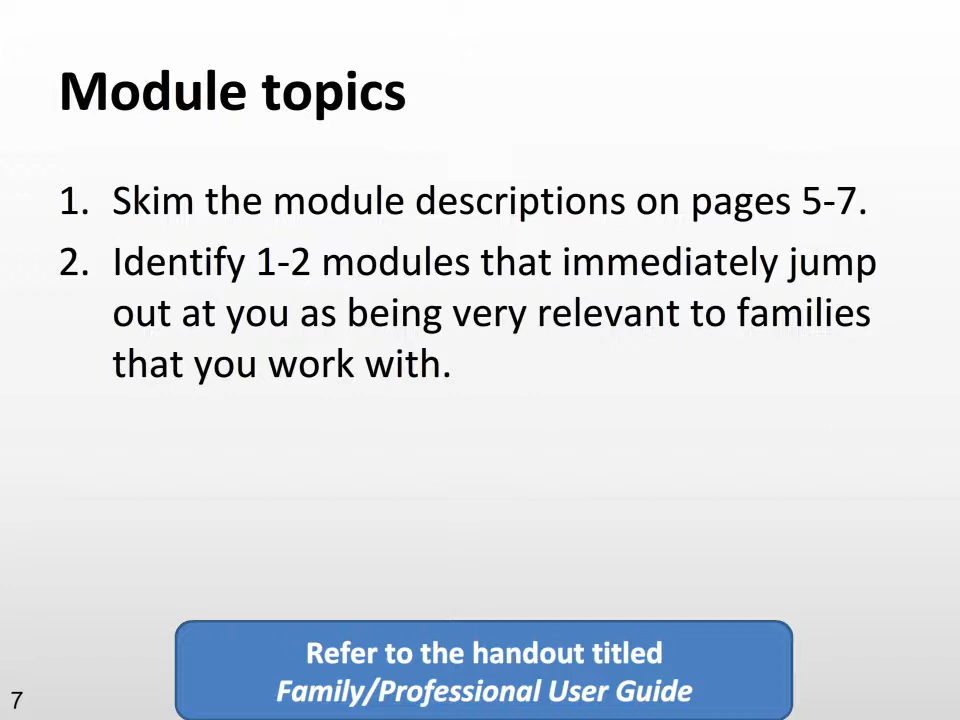 Module topics
1. Skim the module descriptions on pages 5-7.
2. Identify 1-2 modules that immediately jump
out at you as being very relevant to families
that you work with.
Refer to the handout titled
Family/Professional User Guide
7